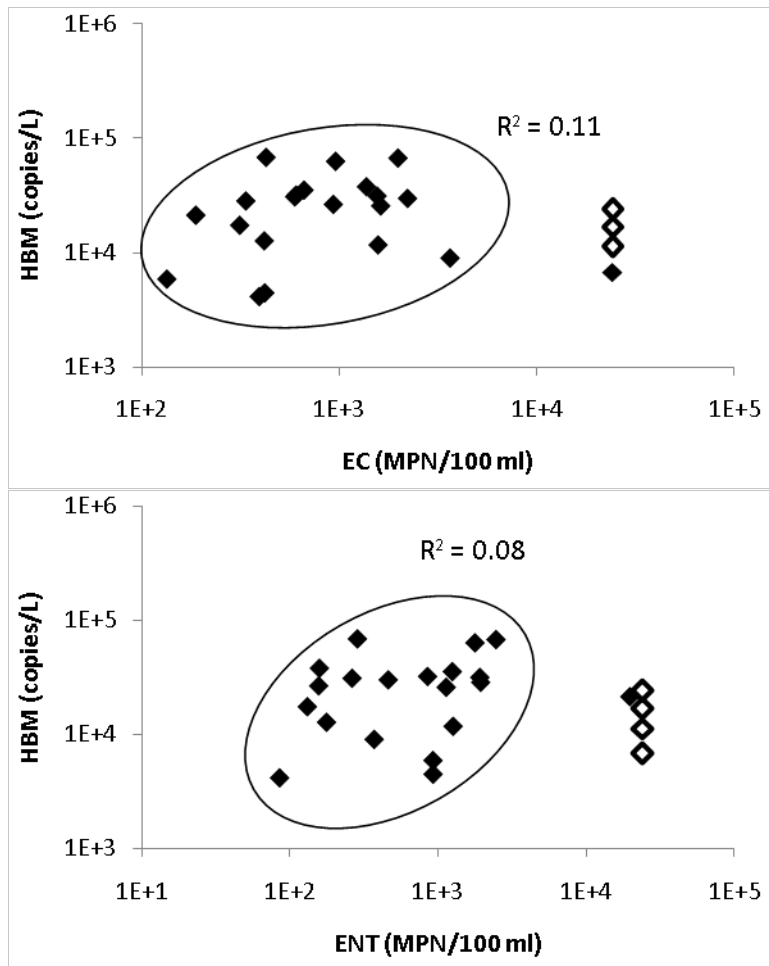 1E+6
R² = 0.11
1E+5
HBM (copies/L)
1E+4
1E+3
1E+2 1E+3 1E+4 1E+5
EC (MPN/100 ml)
1E+6
R² = 0.08
1E+5
HBM (copies/L)
1E+4
1E+3
1E+1 1E+2 1E+3 1E+4 1E+5
ENT (MPN/100 ml)